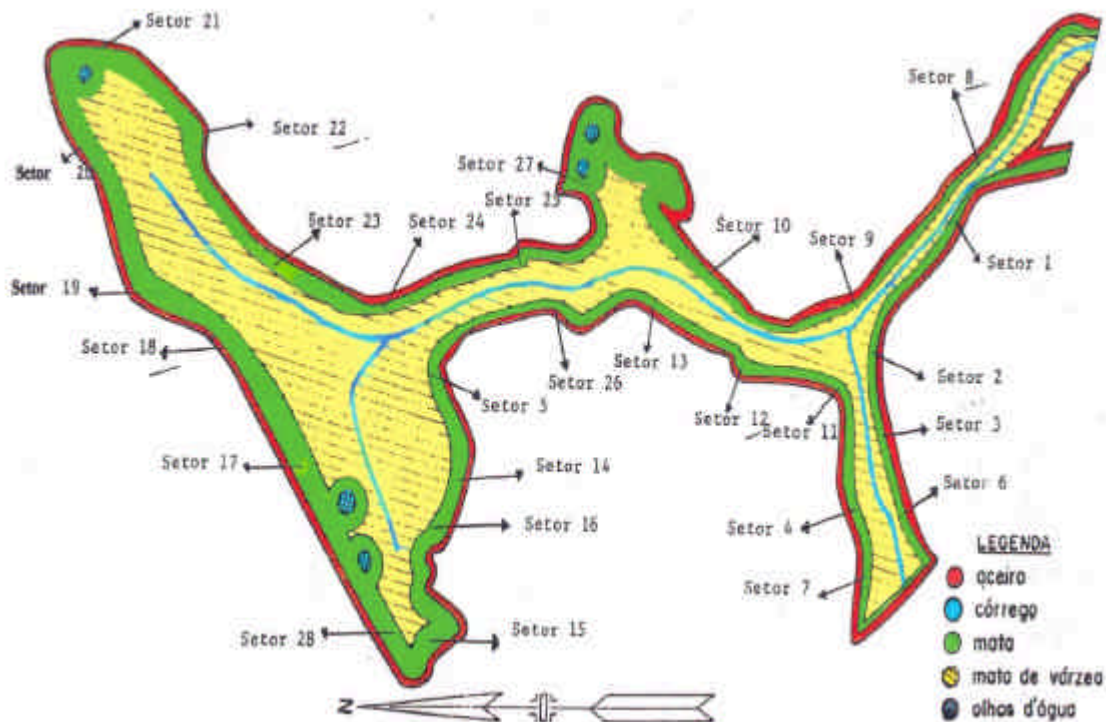 Setor 21
Setor 8
Setor 22
Setor 27
Setor
Setor 25
Setor 23
Setor 24
Setor 10
Setor 9
Setor 1
Setor 19
Setor 18
Setor 26
Setor 13
Setor 2
Setor 5
Setor 12
Setor 11
Setor 3
Setor 17
Setor 14
Setor 6
Setor 16
Setor 4
Setor 7
Setor 28
Setor 15
LEGENDA
aceiro
córrego
mata
mata de várzea
olhos d'água
N